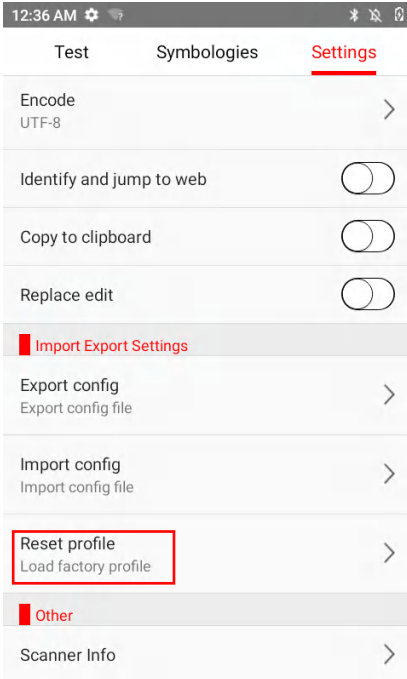 12:36 AM
Test Symbologies Settings
Encode
UTF-8
Identify and jump to web
Copy to clipboard
Replace edit
Import Export Settings
Export config
Export config file
Import config
Import config file
Reset profile
Load factory profile
Other
Scanner Info